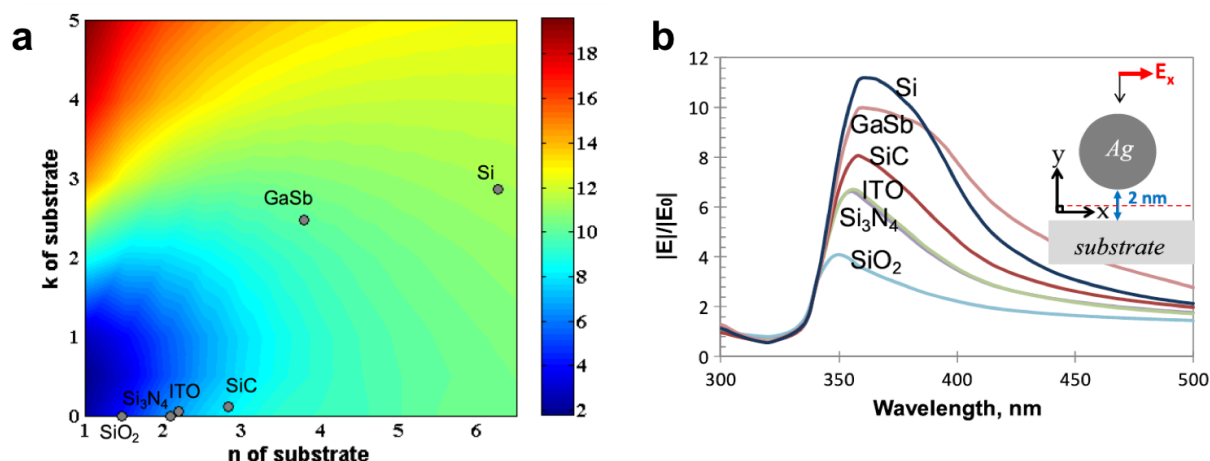 a
k of substrate
5
4
3
2
1
0
1
2
3
4
5
6
n of substrate
Si
GaSb
SiC
ITO
Si₃N₄
SiO₂
18
16
14
12
10
8
6
4
2
b
|E|/|E₀|
12
10
8
6
4
2
0
300
350
400
450
500
Wavelength, nm
Si
GaSb
SiC
ITO
Si₃N₄
SiO₂
Eₓ
Ag
y
x
2 nm
substrate